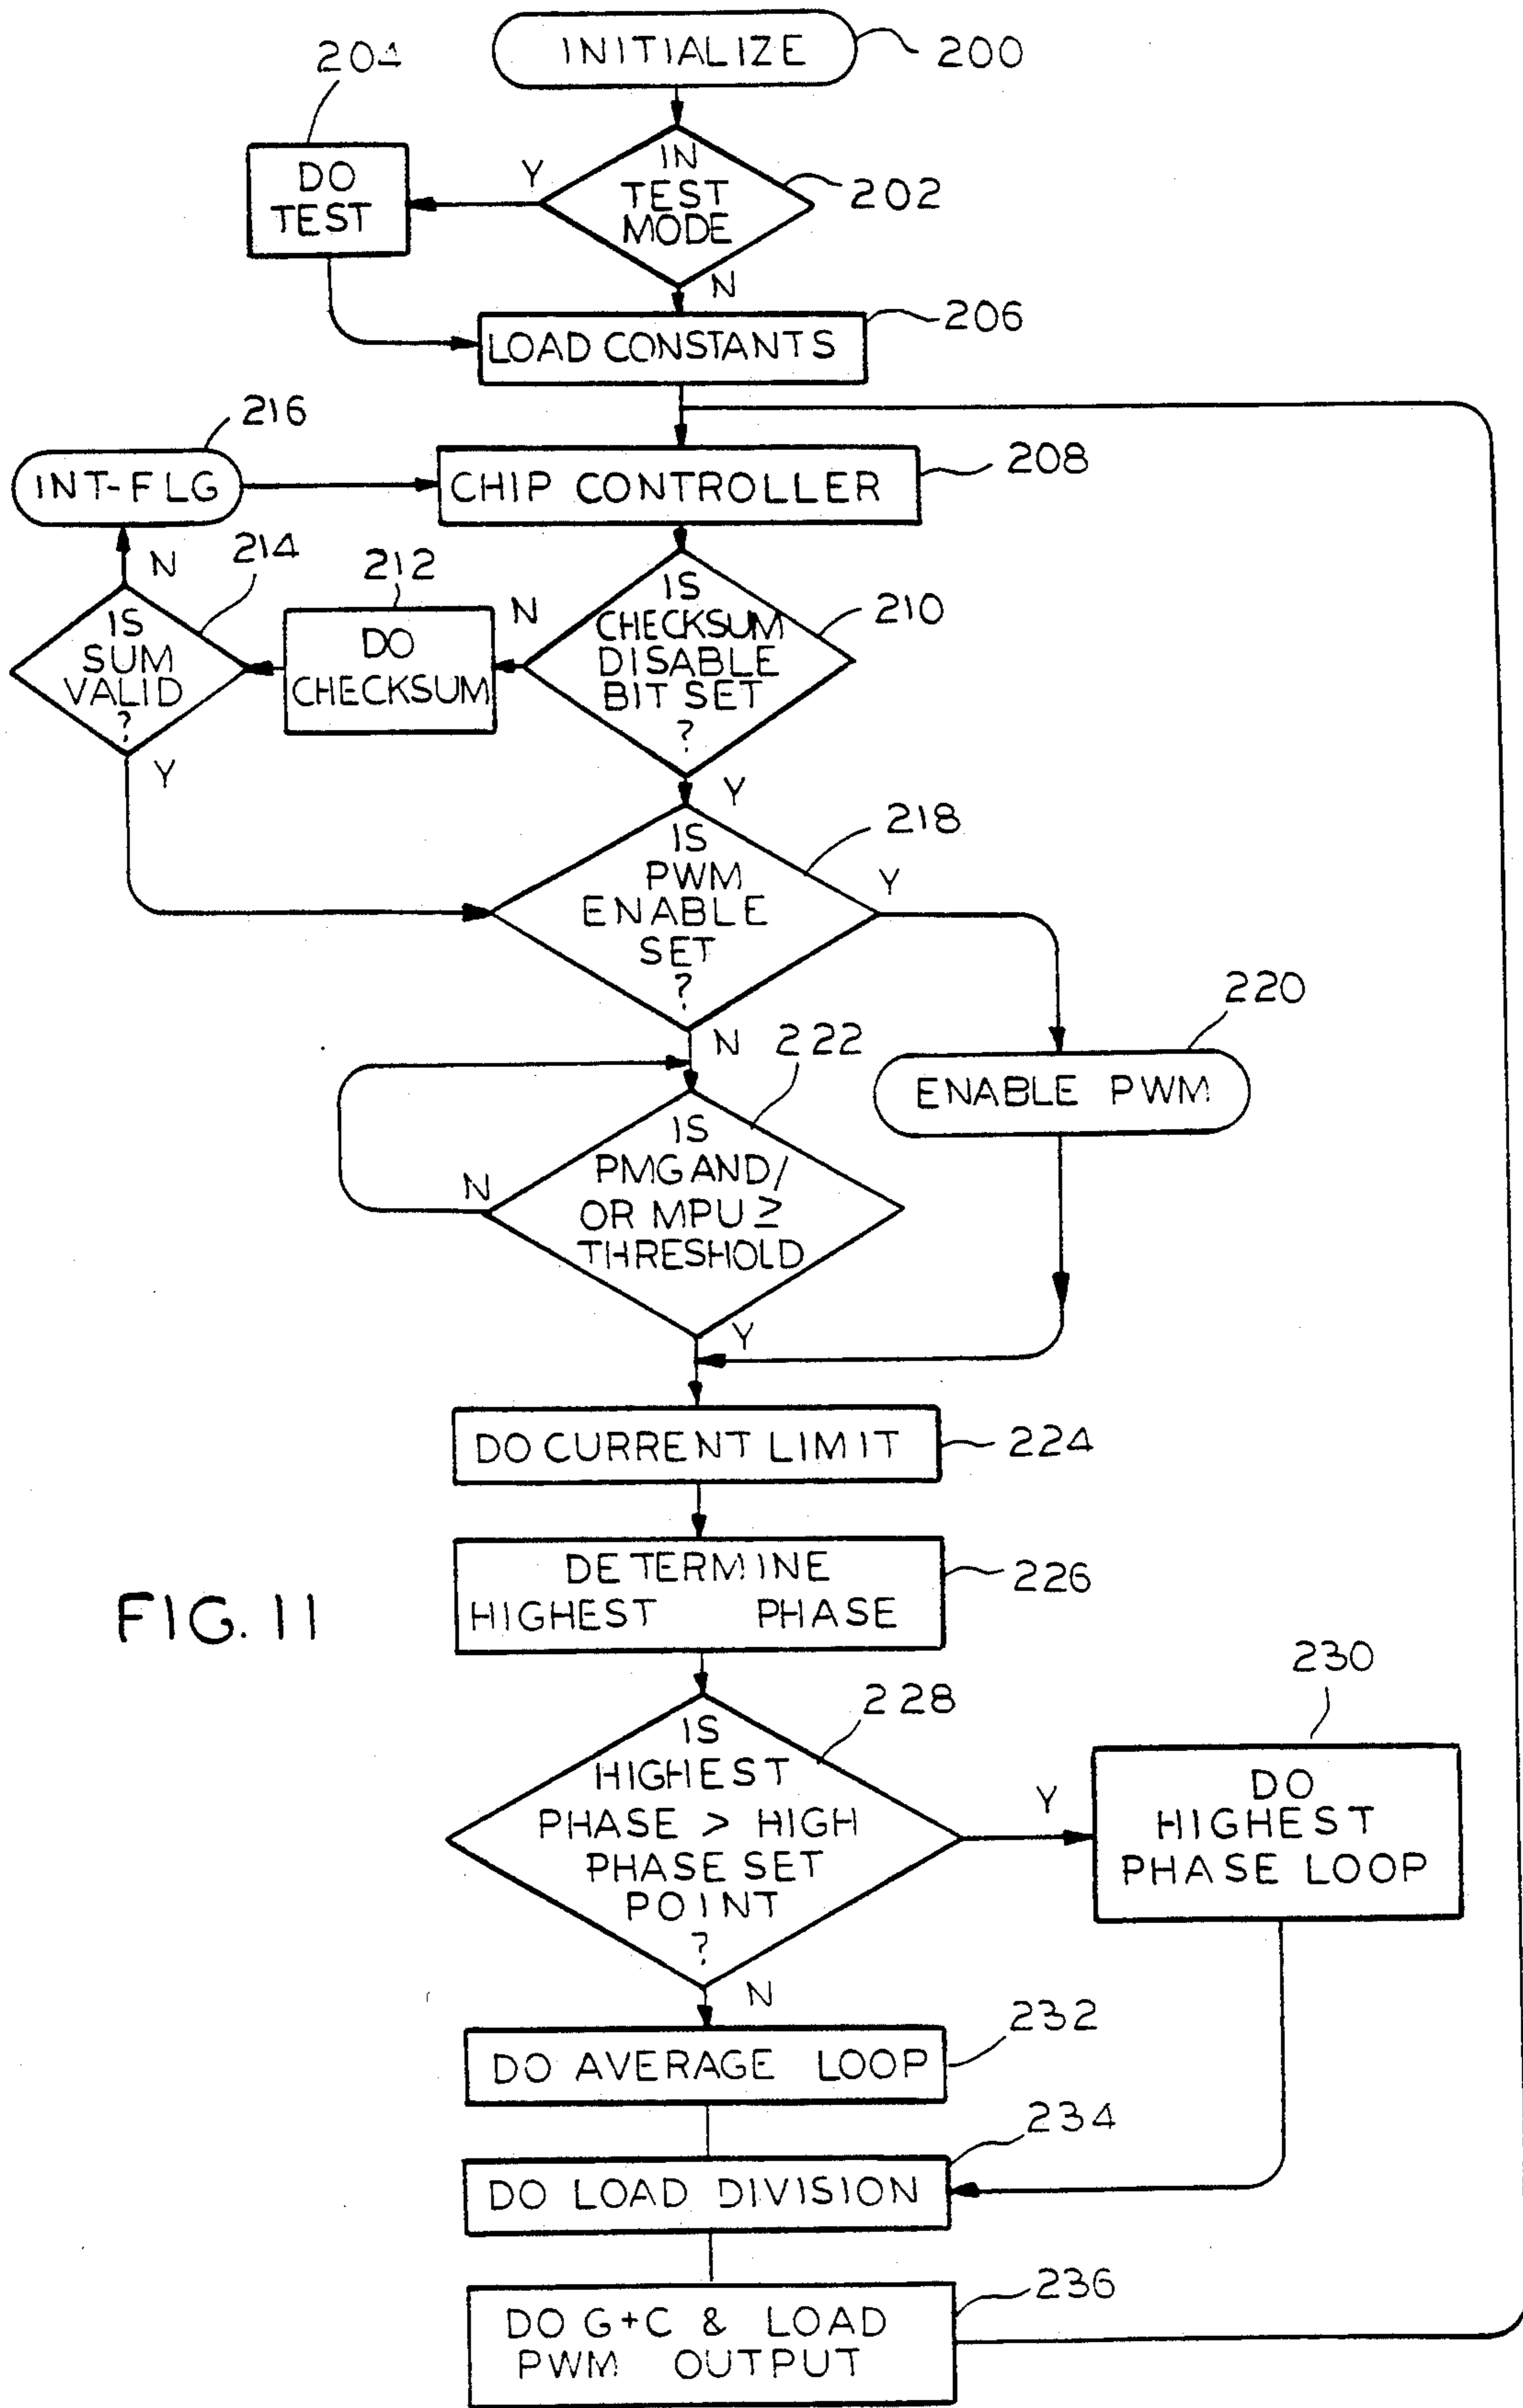 INITIALIZE
200
204
DO
TEST
Y
IN
TEST
MODE
202
N
LOAD CONSTANTS
206
216
INT-FLG
CHIP CONTROLLER
208
N
214
212
IS
SUM
VALID
?
Y
DO
CHECKSUM
N
IS
CHECKSUM
DISABLE
BIT SET
?
210
Y
IS
PWM
ENABLE
SET
?
218
Y
N
222
220
ENABLE PWM
N
IS
PMG AND/
OR MPU ≥
THRESHOLD
Y
DO CURRENT LIMIT
224
DETERMINE
HIGHEST PHASE
226
FIG. 11
IS
HIGHEST
PHASE > HIGH
PHASE SET
POINT
?
228
Y
230
DO
HIGHEST
PHASE LOOP
N
DO AVERAGE LOOP
232
DO LOAD DIVISION
234
DO G+C & LOAD
PWM OUTPUT
236